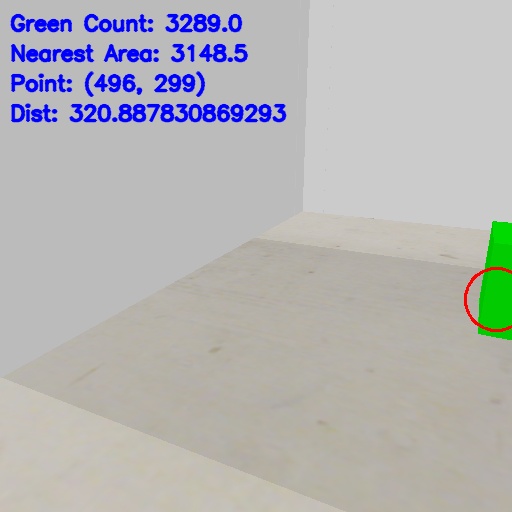 Green Count: 3289.0
Nearest Area: 3148.5
Point: (496, 299)
Dist: 320.887830869293